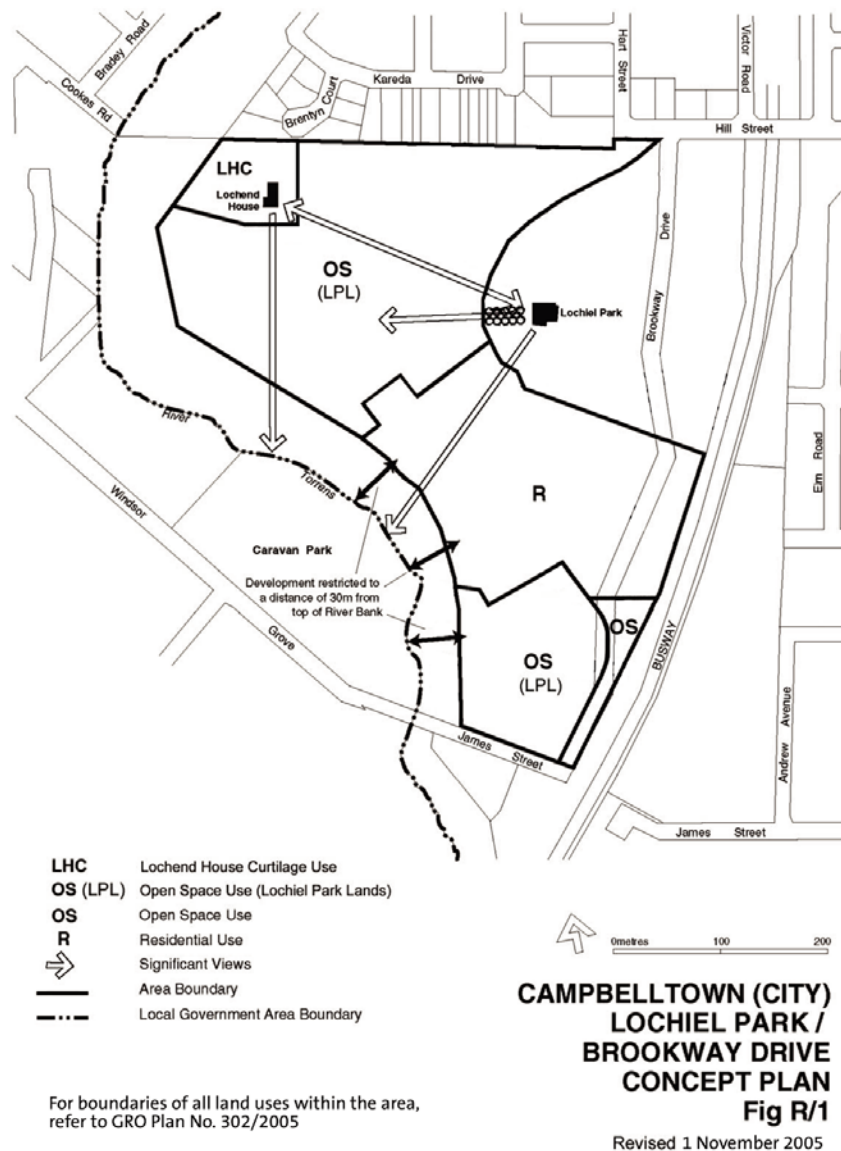 Bradey Road
Cookes Rd
Brentyn Court
Kareda Drive
Hart Street
Victor Road
Hill Street
LHC
Lochend
House
OS
(LPL)
Lochiel Park
Brookway Drive
River Torrens
Windsor Grove
Caravan Park
Development restricted to
a distance of 30m from
top of River Bank
R
Elm Road
OS
OS
(LPL)
BUSWAY
James Street
Andrew Avenue
James Street
LHC Lochend House Curtilage Use
OS (LPL) Open Space Use (Lochiel Park Lands)
OS Open Space Use
R Residential Use
Significant Views
Area Boundary
Local Government Area Boundary
0metres 100 200
CAMPBELLTOWN (CITY)
LOCHIEL PARK /
BROOKWAY DRIVE
CONCEPT PLAN
Fig R/1
Revised 1 November 2005
For boundaries of all land uses within the area,
refer to GRO Plan No. 302/2005